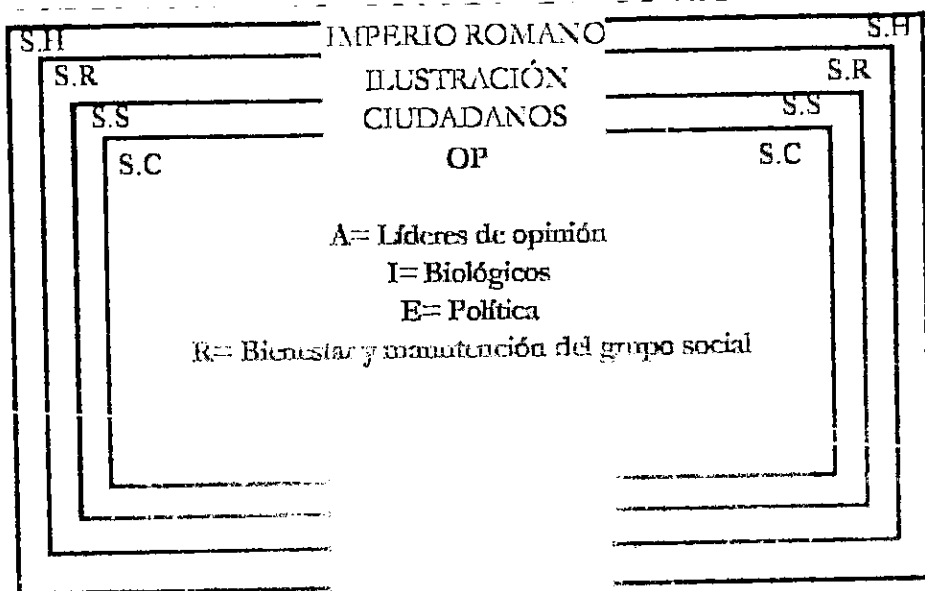 S.H IMPERIO ROMANO S.H
S.R ILUSTRACIÓN S.R
S.S CIUDADANOS S.S
S.C OP S.C
A= Líderes de opinión
I= Biológicos
E= Política
R= Bienestar y manutención del grupo social